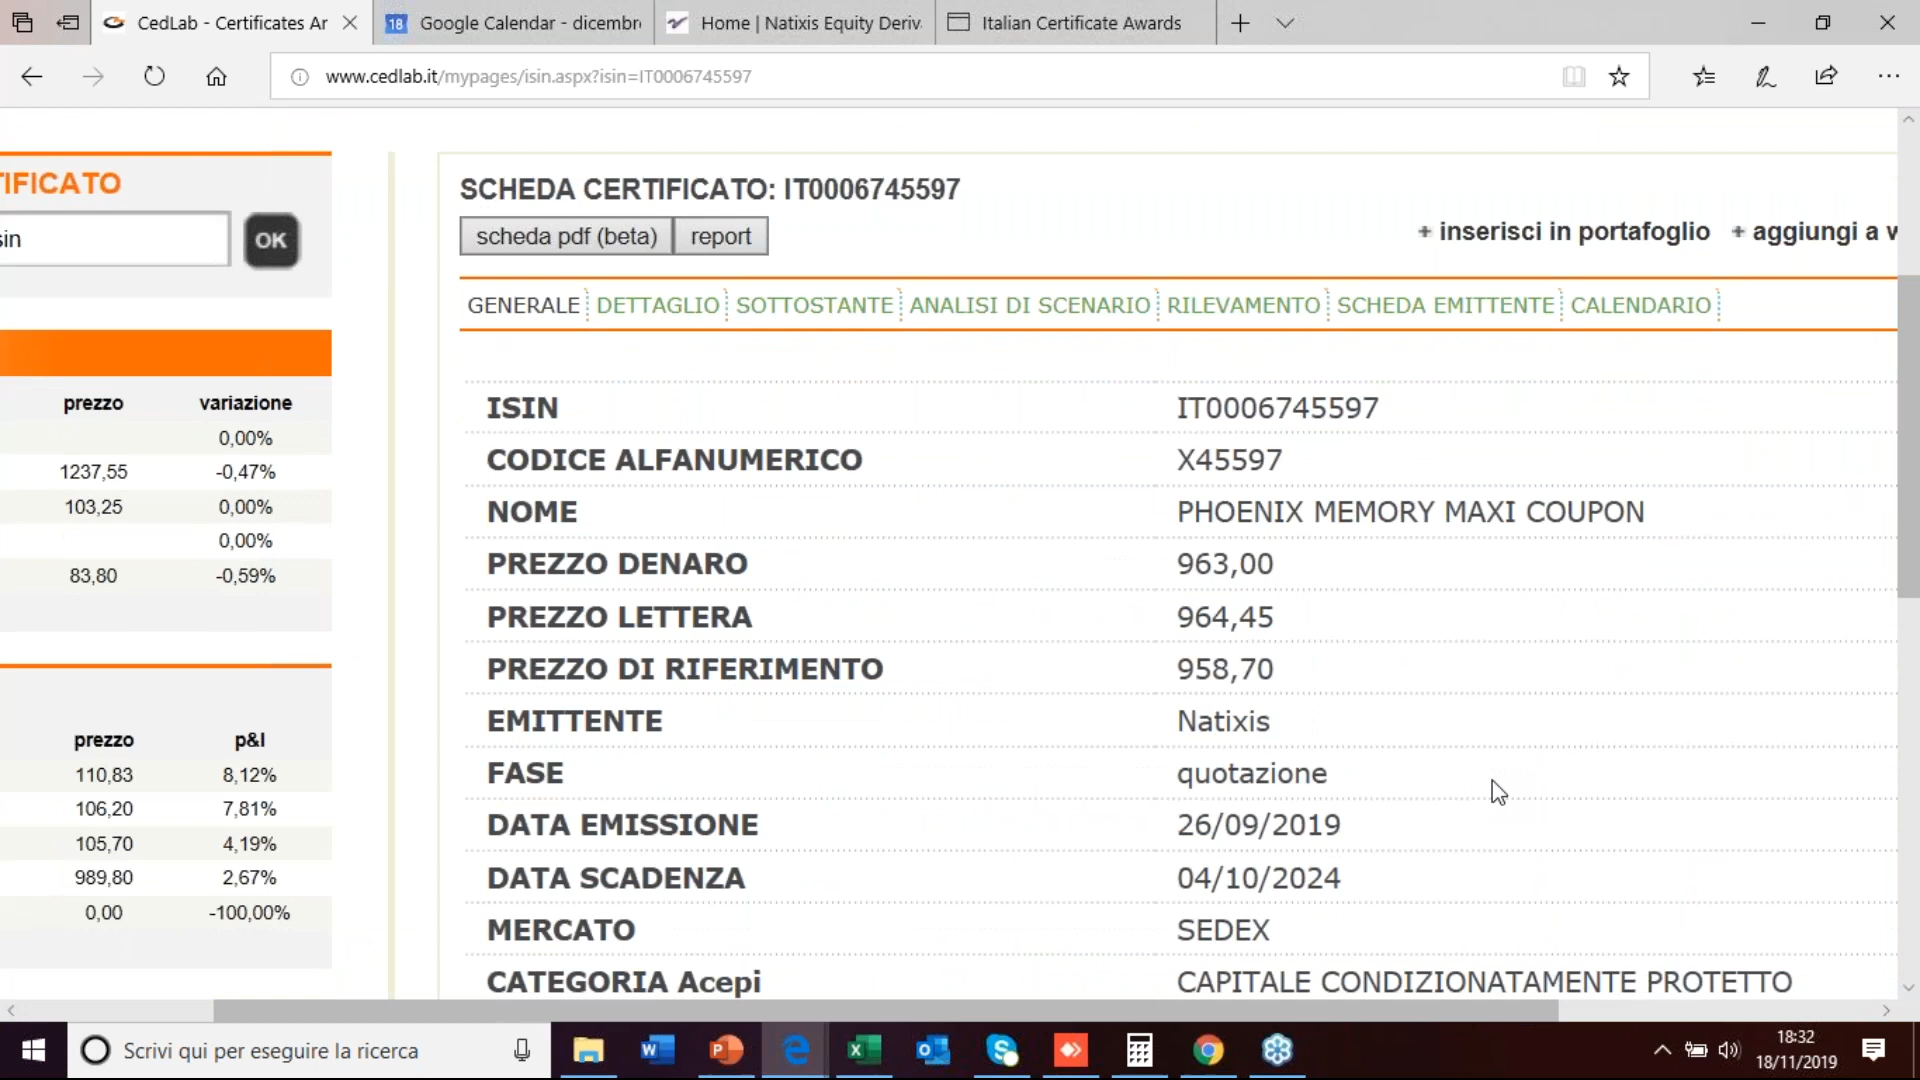 CedLab - Certificates Ar
Google Calendar - dicembre
Home | Natixis Equity Deriv
Italian Certificate Awards
www.cedlab.it/mypages/isin.aspx?isin=IT0006745597
TIFICATO
sin
OK
prezzo variazione
0,00%
1237,55 -0,47%
103,25 0,00%
0,00%
83,80 -0,59%
prezzo p&l
110,83 8,12%
106,20 7,81%
105,70 4,19%
989,80 2,67%
0,00 -100,00%
SCHEDA CERTIFICATO: IT0006745597
scheda pdf (beta) report
+ inserisci in portafoglio + aggiungi a w
GENERALE DETTAGLIO SOTTOSTANTE ANALISI DI SCENARIO RILEVAMENTO SCHEDA EMITTENTE CALENDARIO
ISIN IT0006745597
CODICE ALFANUMERICO X45597
NOME PHOENIX MEMORY MAXI COUPON
PREZZO DENARO 963,00
PREZZO LETTERA 964,45
PREZZO DI RIFERIMENTO 958,70
EMITTENTE Natixis
FASE quotazione
DATA EMISSIONE 26/09/2019
DATA SCADENZA 04/10/2024
MERCATO SEDEX
CATEGORIA Acepi CAPITALE CONDIZIONATAMENTE PROTETTO
Scrivi qui per eseguire la ricerca
18:32
18/11/2019